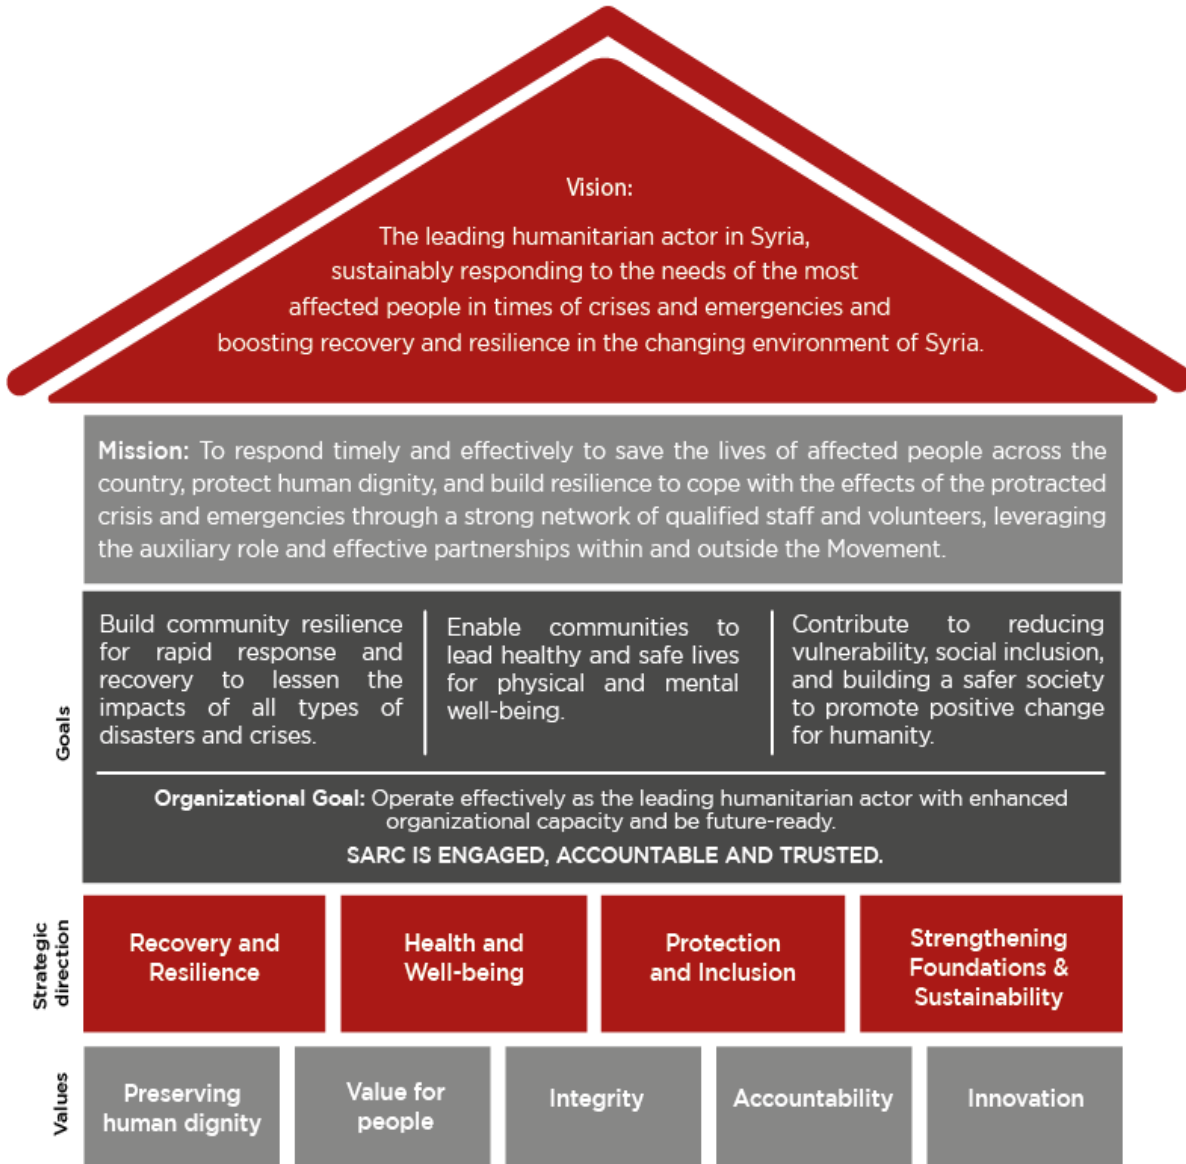 Vision:
The leading humanitarian actor in Syria,
sustainably responding to the needs of the most
affected people in times of crises and emergencies and
boosting recovery and resilience in the changing environment of Syria.
Mission: To respond timely and effectively to save the lives of affected people across the
country, protect human dignity, and build resilience to cope with the effects of the protracted
crisis and emergencies through a strong network of qualified staff and volunteers, leveraging
the auxiliary role and effective partnerships within and outside the Movement.
Goals
Build community resilience
for rapid response and
recovery to lessen the
impacts of all types of
disasters and crises.
Enable communities to
lead healthy and safe lives
for physical and mental
well-being.
Contribute to reducing
vulnerability, social inclusion,
and building a safer society
to promote positive change
for humanity.
Organizational Goal: Operate effectively as the leading humanitarian actor with enhanced
organizational capacity and be future-ready.
SARC IS ENGAGED, ACCOUNTABLE AND TRUSTED.
Strategic
direction
Recovery and
Resilience
Health and
Well-being
Protection
and Inclusion
Strengthening
Foundations &
Sustainability
Values
Preserving
human dignity
Value for
people
Integrity
Accountability
Innovation